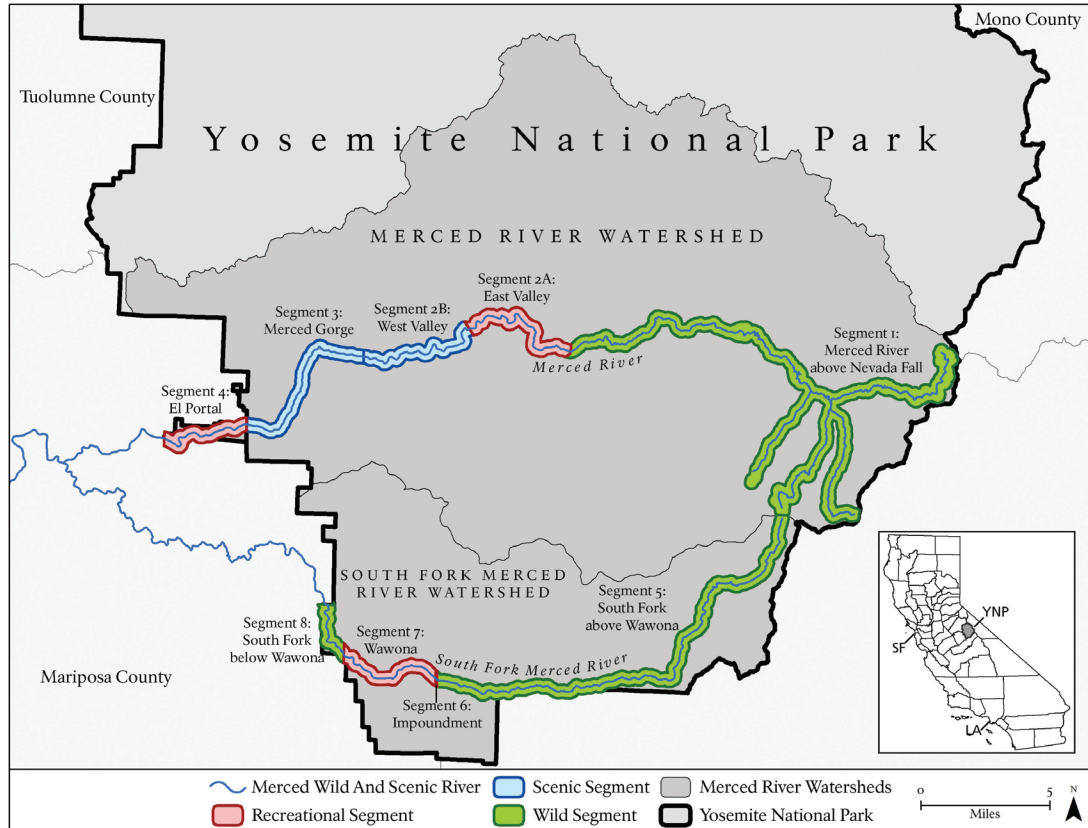 Mono County
Tuolumne County
Yosemite National Park
MERCED RIVER WATERSHED
Segment 2A:
East Valley
Segment 3:
Merced Gorge
Segment 2B:
West Valley
Segment 1:
Merced River
above Nevada Fall
Merced River
Segment 4:
El Portal
SOUTH FORK MERCED
RIVER WATERSHED
Segment 5:
South Fork
above Wawona
Segment 8:
South Fork
below Wawona
Segment 7:
Wawona
South Fork Merced River
Mariposa County
Segment 6:
Impoundment
YNP
SF
LA
Merced Wild And Scenic River
Scenic Segment
Merced River Watersheds
Recreational Segment
Wild Segment
Yosemite National Park
0 5
Miles
N